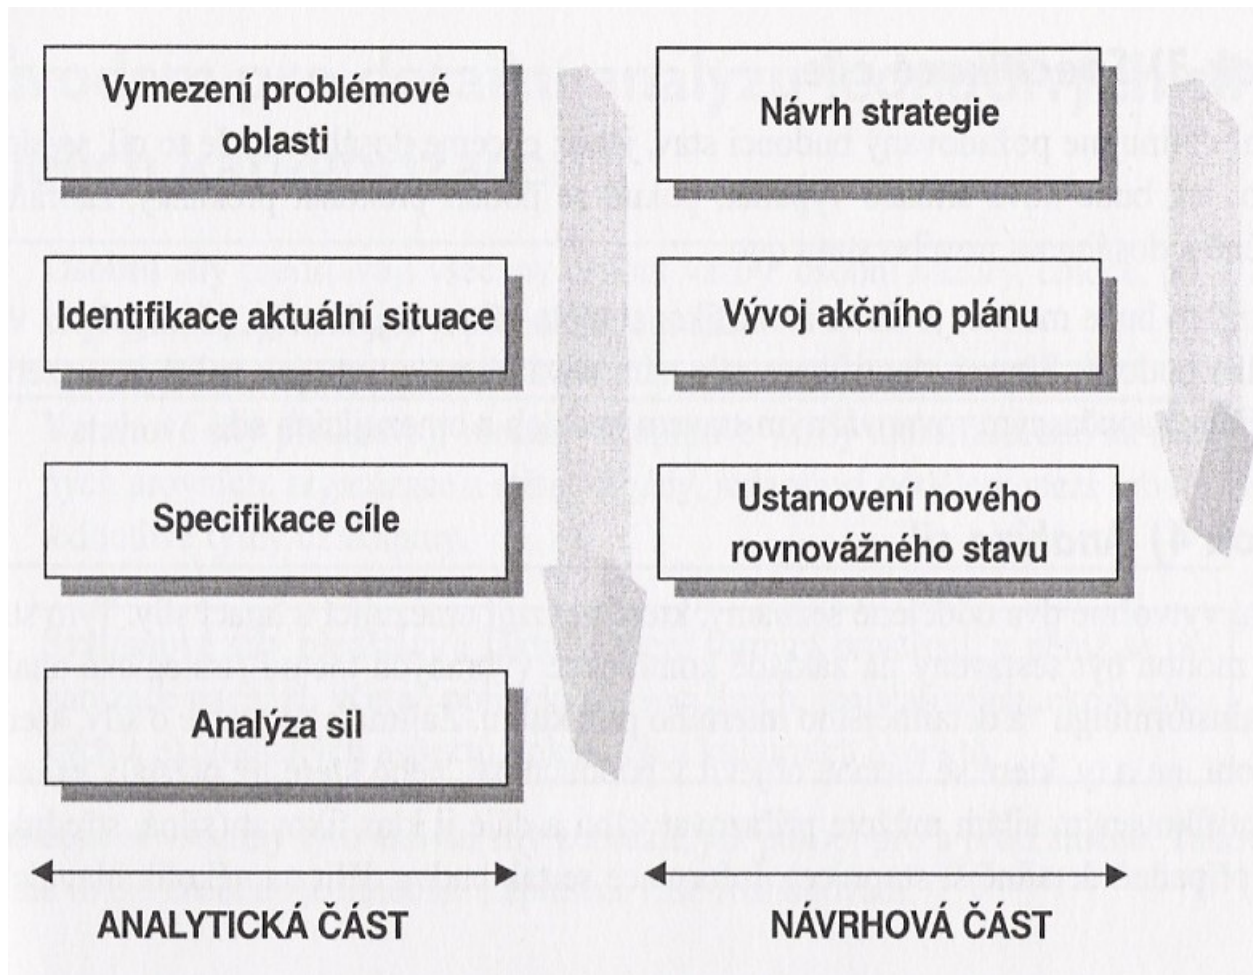 Vymezení problémové
oblasti
Identifikace aktuální situace
Specifikace cíle
Analýza sil
ANALYTICKÁ ČÁST
Návrh strategie
Vývoj akčního plánu
Ustanovení nového
rovnovážného stavu
NÁVRHOVÁ ČÁST